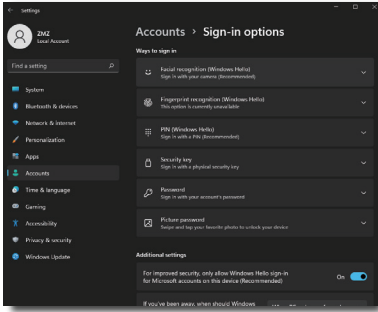 Settings
ZMZ
Local Account
Find a setting
System
Bluetooth & devices
Network & Internet
Personalization
Apps
Accounts
Time & language
Gaming
Accessibility
Privacy & security
Windows Update
Accounts > Sign-in options
Ways to sign in
Facial recognition (Windows Hello)
Sign in with your camera (Recommended)
Fingerprint recognition (Windows Hello)
This option is currently unavailable
PIN (Windows Hello)
Sign in with a PIN (Recommended)
Security key
Sign in with a physical security key
Password
Sign in with your account's password
Picture password
Swipe and tap your favorite photo to unlock your device
Additional settings
For improved security, only allow Windows Hello sign-in
for Microsoft accounts on this device (Recommended)
On
If you've been away, when should Windows